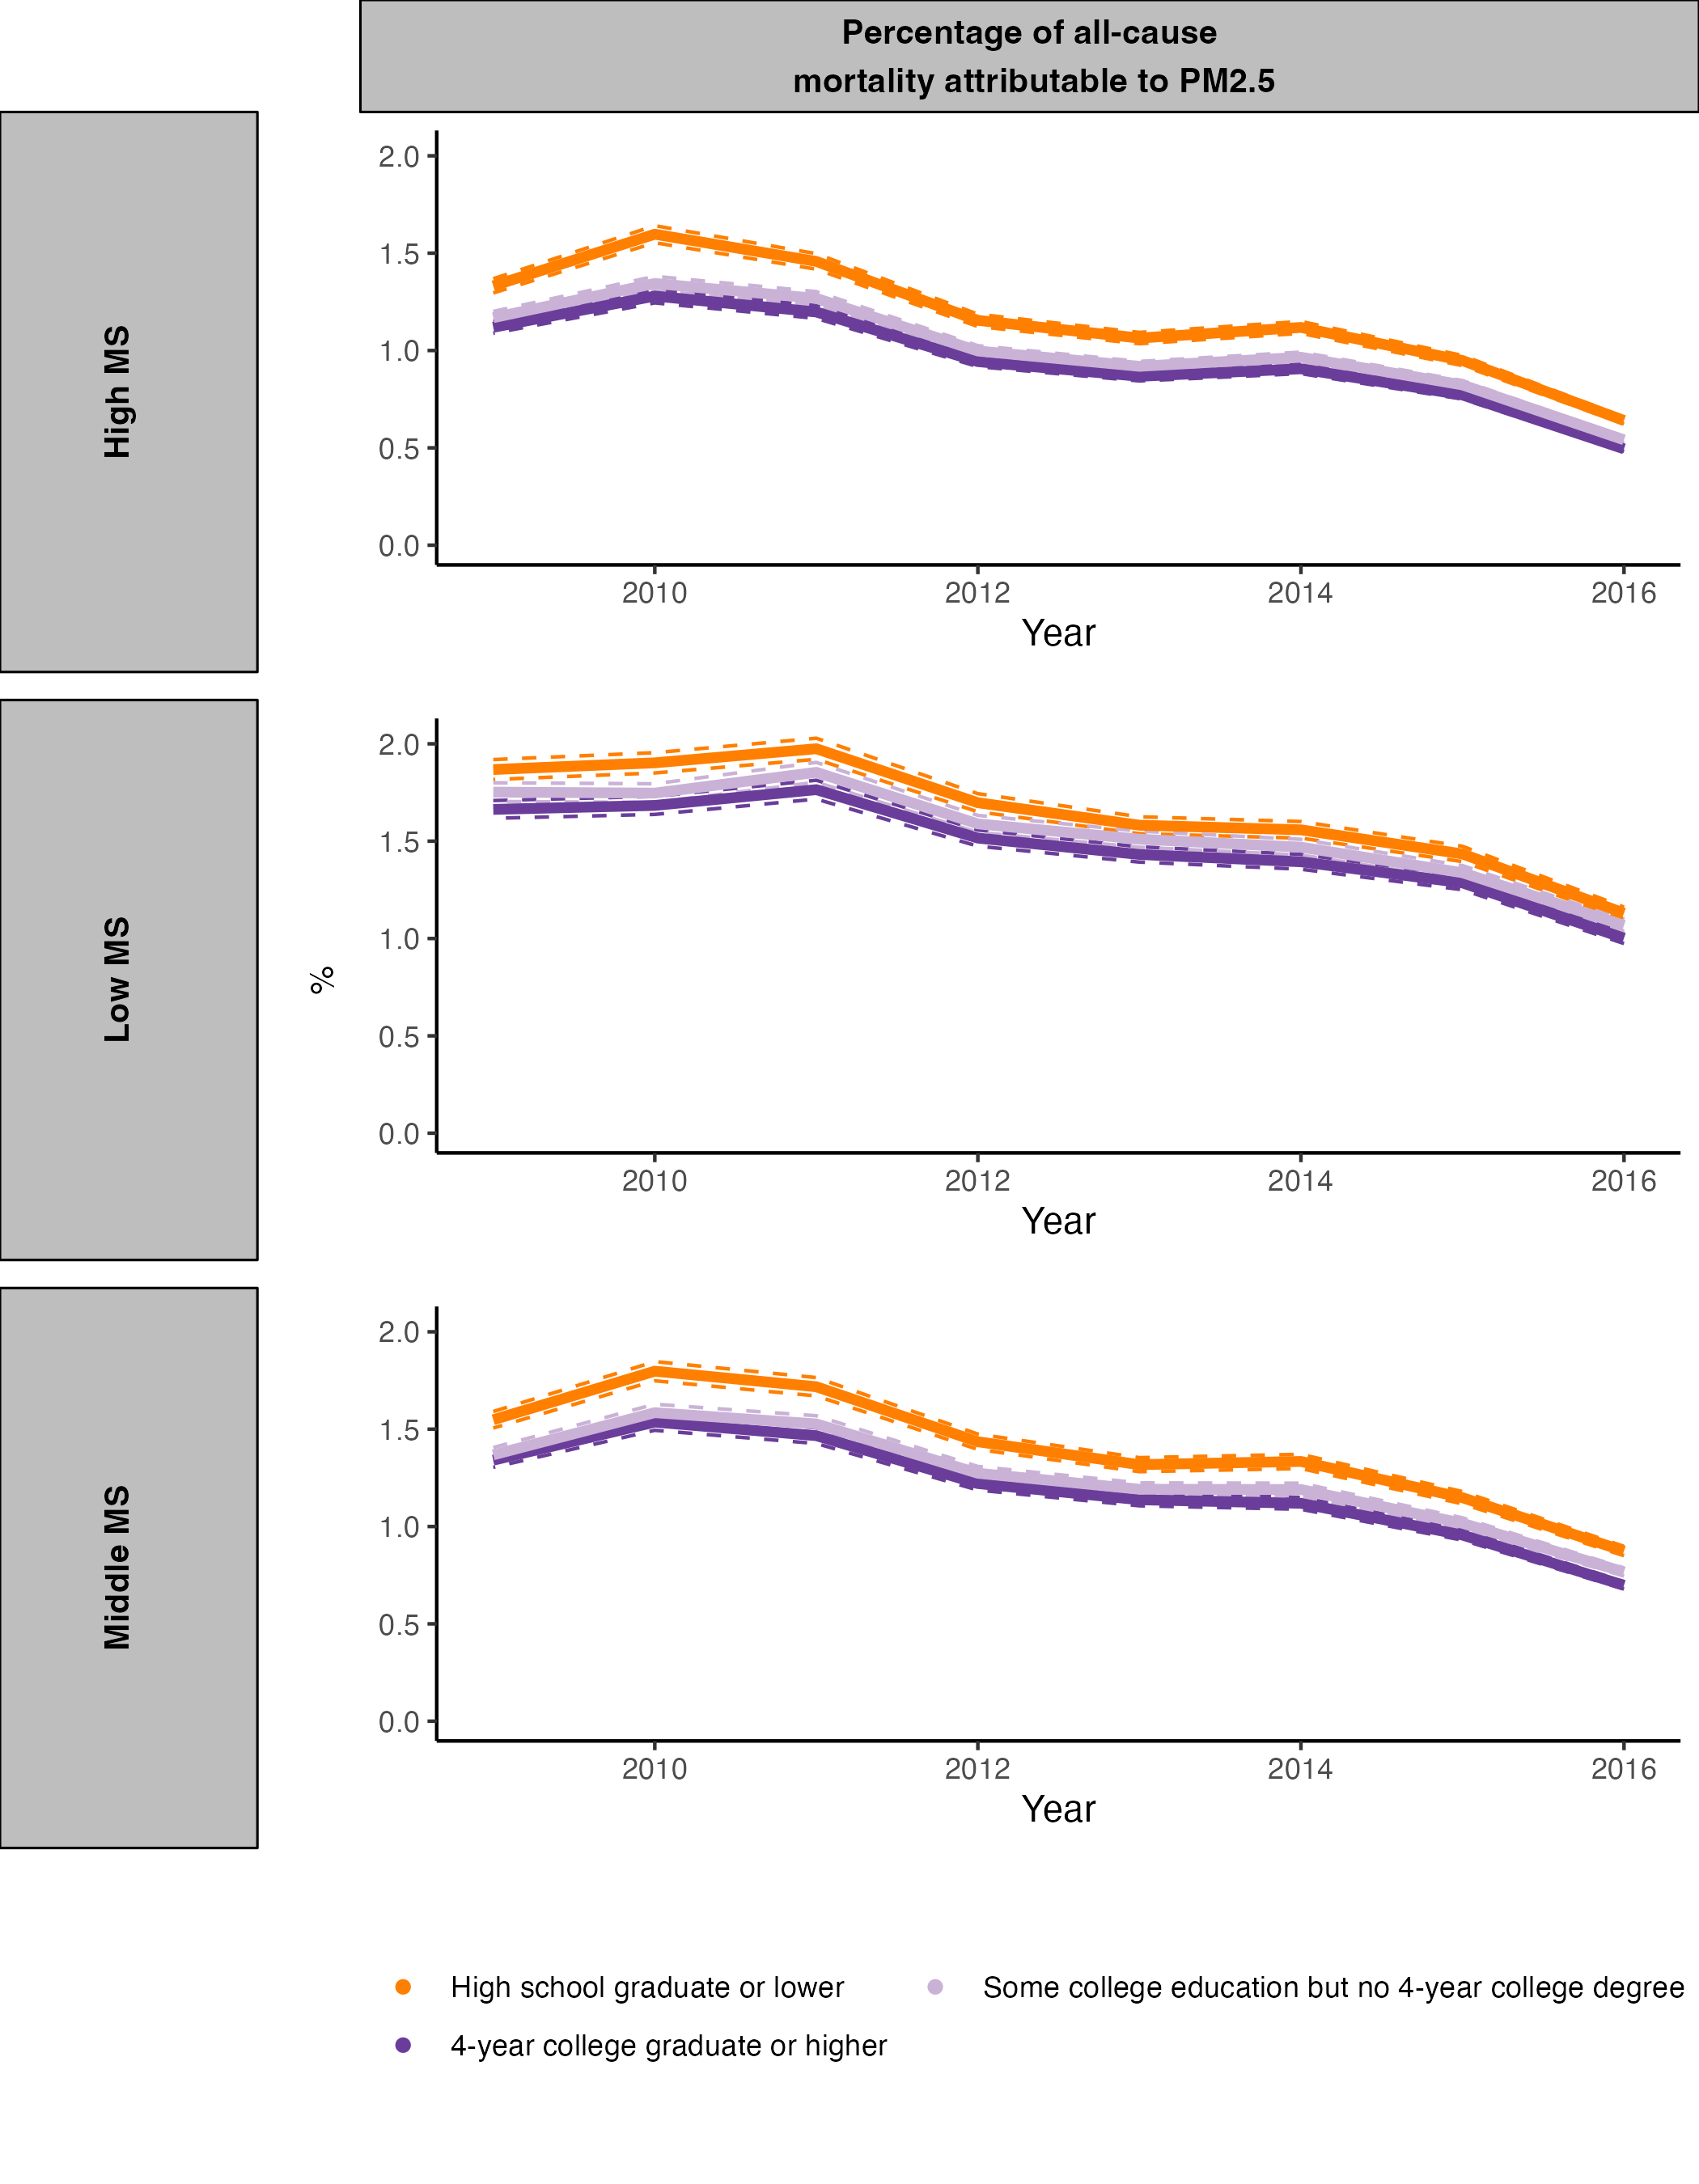 Percentage of all-cause
mortality attributable to PM2.5
High MS
2.0
1.5
1.0
0.5
0.0
2010 2012 2014 2016
Year
Low MS
%
2.0
1.5
1.0
0.5
0.0
2010 2012 2014 2016
Year
Middle MS
2.0
1.5
1.0
0.5
0.0
2010 2012 2014 2016
Year
High school graduate or lower
Some college education but no 4-year college degree
4-year college graduate or higher